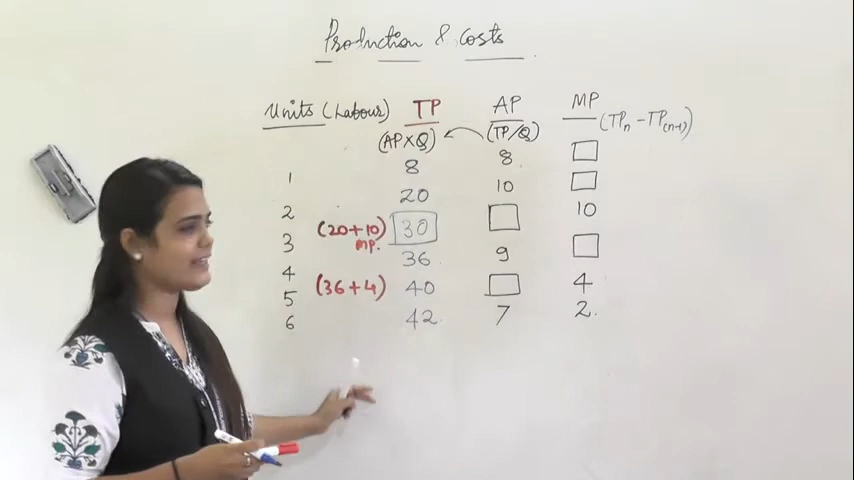 Production & Costs
Units (Labour) TP AP MP
(AP×Q) (TP/Q) (TPn - TP(n-1))
1 8 8
2 20 10
3 (20+10) 30 10
MP.
4 36 9
5 (36+4) 40 4
6 42 7 2